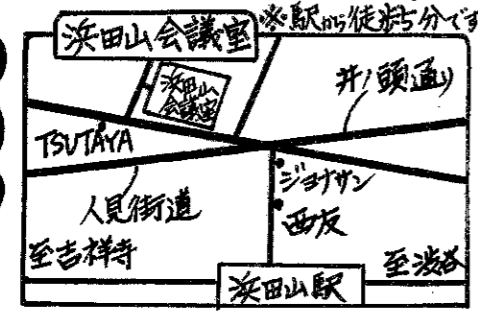 浜田山会議室
※駅から徒歩5分です
浜田山
会議室
井ノ頭通り
TSUTAYA
ジョナサン
人見街道
西友
至吉祥寺
至渋谷
浜田山駅